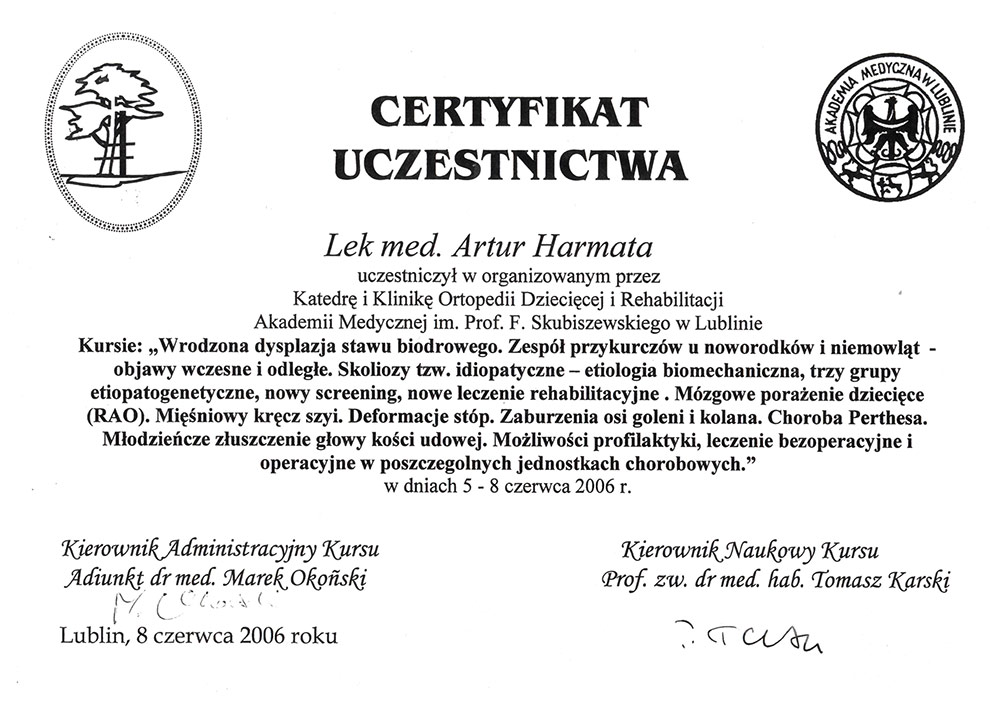 CERTYFIKAT
UCZESTNICTWA
AKADEMIA MEDYCZNA W LUBLINIE
Lek med. Artur Harmata
uczestniczył w organizowanym przez
Katedrę i Klinikę Ortopedii Dziecięcej i Rehabilitacji
Akademii Medycznej im. Prof. F. Skubiszewskiego w Lublinie
Kursie: „Wrodzona dysplazja stawu biodrowego. Zespół przykurczów u noworodków i niemowląt -
objawy wczesne i odległe. Skoliozy tzw. idiopatyczne – etiologia biomechaniczna, trzy grupy
etiopatogenetyczne, nowy screening, nowe leczenie rehabilitacyjne . Mózgowe porażenie dziecięce
(RAO). Mięśniowy kręcz szyi. Deformacje stóp. Zaburzenia osi goleni i kolana. Choroba Perthesa.
Młodzieńcze złuszczenie głowy kości udowej. Możliwości profilaktyki, leczenie bezoperacyjne i
operacyjne w poszczegolnych jednostkach chorobowych.”
w dniach 5 - 8 czerwca 2006 r.
Kierownik Administracyjny Kursu
Adiunkt dr med. Marek Okoński
Lublin, 8 czerwca 2006 roku
Kierownik Naukowy Kursu
Prof. zw. dr med. hab. Tomasz Karski